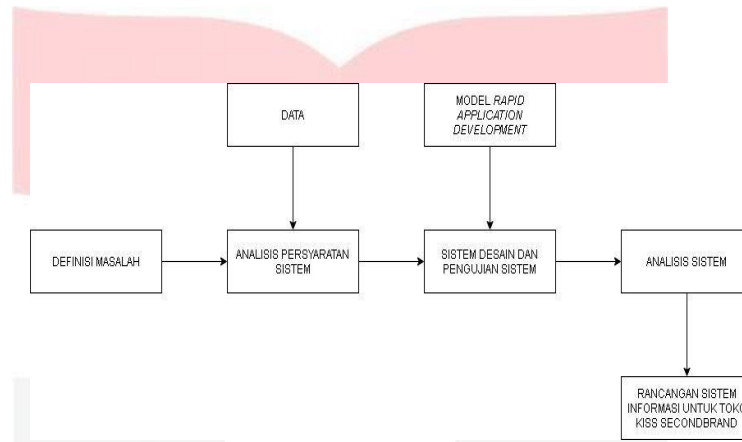 DATA
MODEL RAPID
APPLICATION
DEVELOPMENT
DEFINISI MASALAH
ANALISIS PERSYARATAN
SISTEM
SISTEM DESAIN DAN
PENGUJIAN SISTEM
ANALISIS SISTEM
RANCANGAN SISTEM
INFORMASI UNTUK TOKO
KISS SECONDBRAND